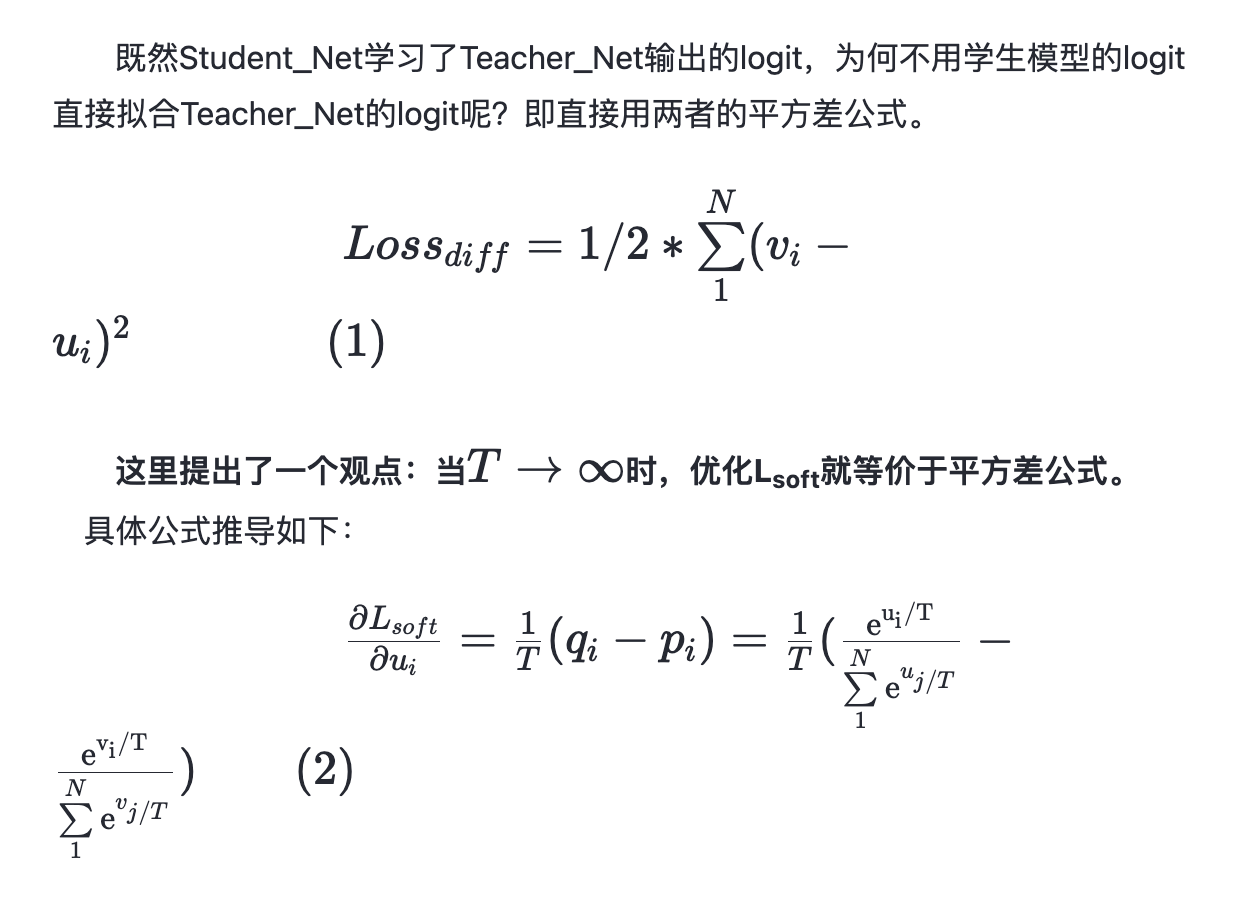 既然Student_Net学习了Teacher_Net输出的logit，为何不用学生模型的logit
直接拟合Teacher_Net的logit呢？即直接用两者的平方差公式。
Loss_{diff} = 1/2 * \sum_{1}^{N} (v_i −
u_i)^2 (1)
这里提出了一个观点：当T → ∞时，优化L_{soft}就等价于平方差公式。
具体公式推导如下：
\frac{∂L_{soft}}{∂u_i} = \frac{1}{T}(q_i − p_i) = \frac{1}{T}(\frac{e^{u_i/T}}{\sum_{1}^{N} e^{u_j/T}} −
\frac{e^{v_i/T}}{\sum_{1}^{N} e^{v_j/T}}) (2)